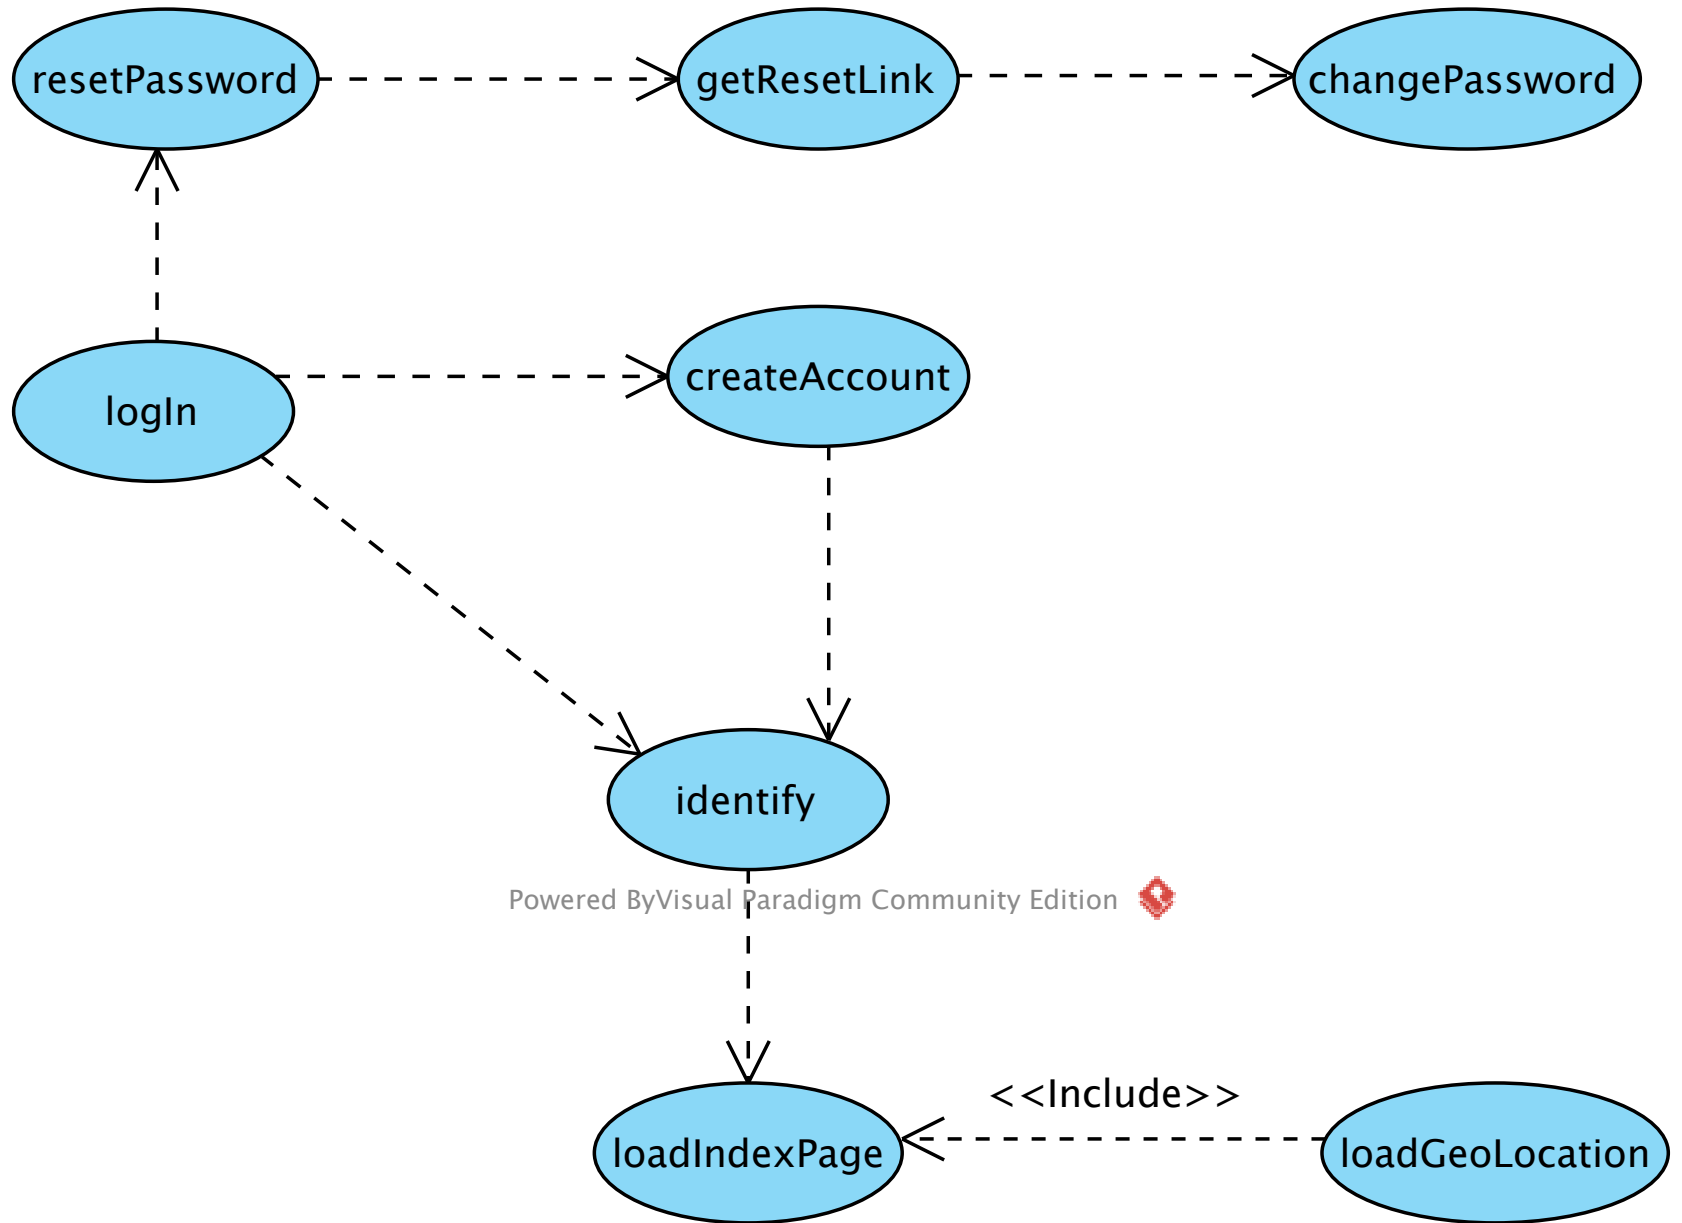 resetPassword
getResetLink
changePassword
createAccount
logIn
identify
Powered ByVisual Paradigm Community Edition
<<Include>>
loadIndexPage
loadGeoLocation